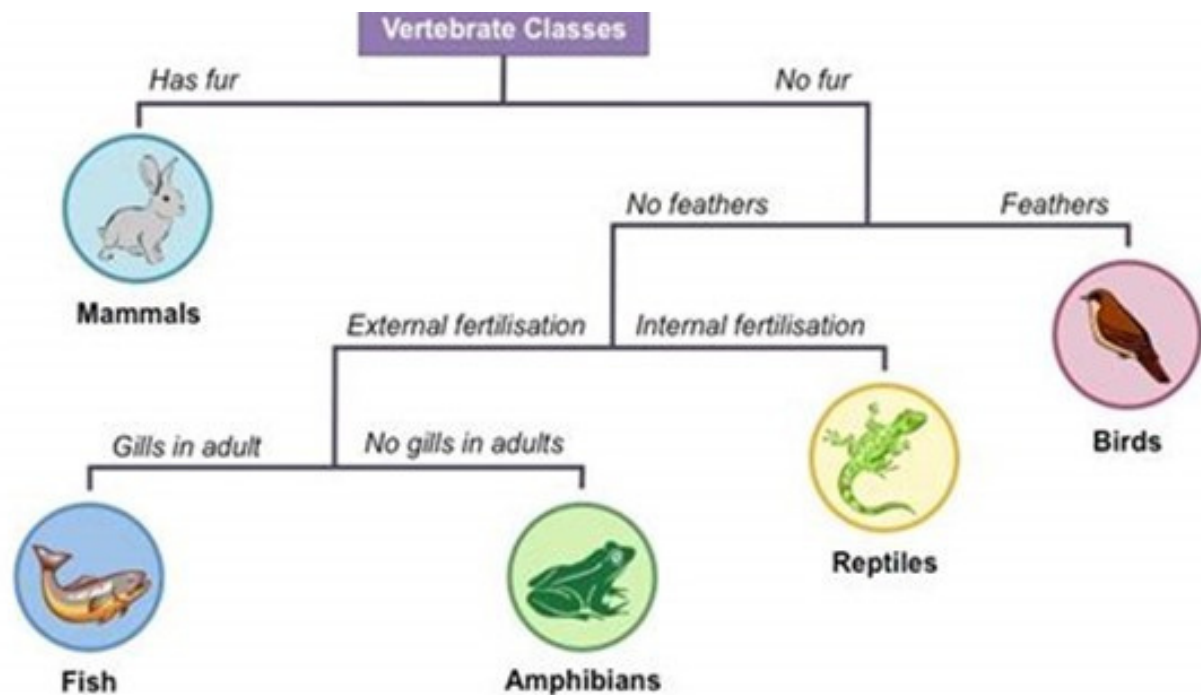 Vertebrate Classes
Has fur
No fur
No feathers
Feathers
Mammals
External fertilisation
Internal fertilisation
Birds
Gills in adult
No gills in adults
Reptiles
Fish
Amphibians